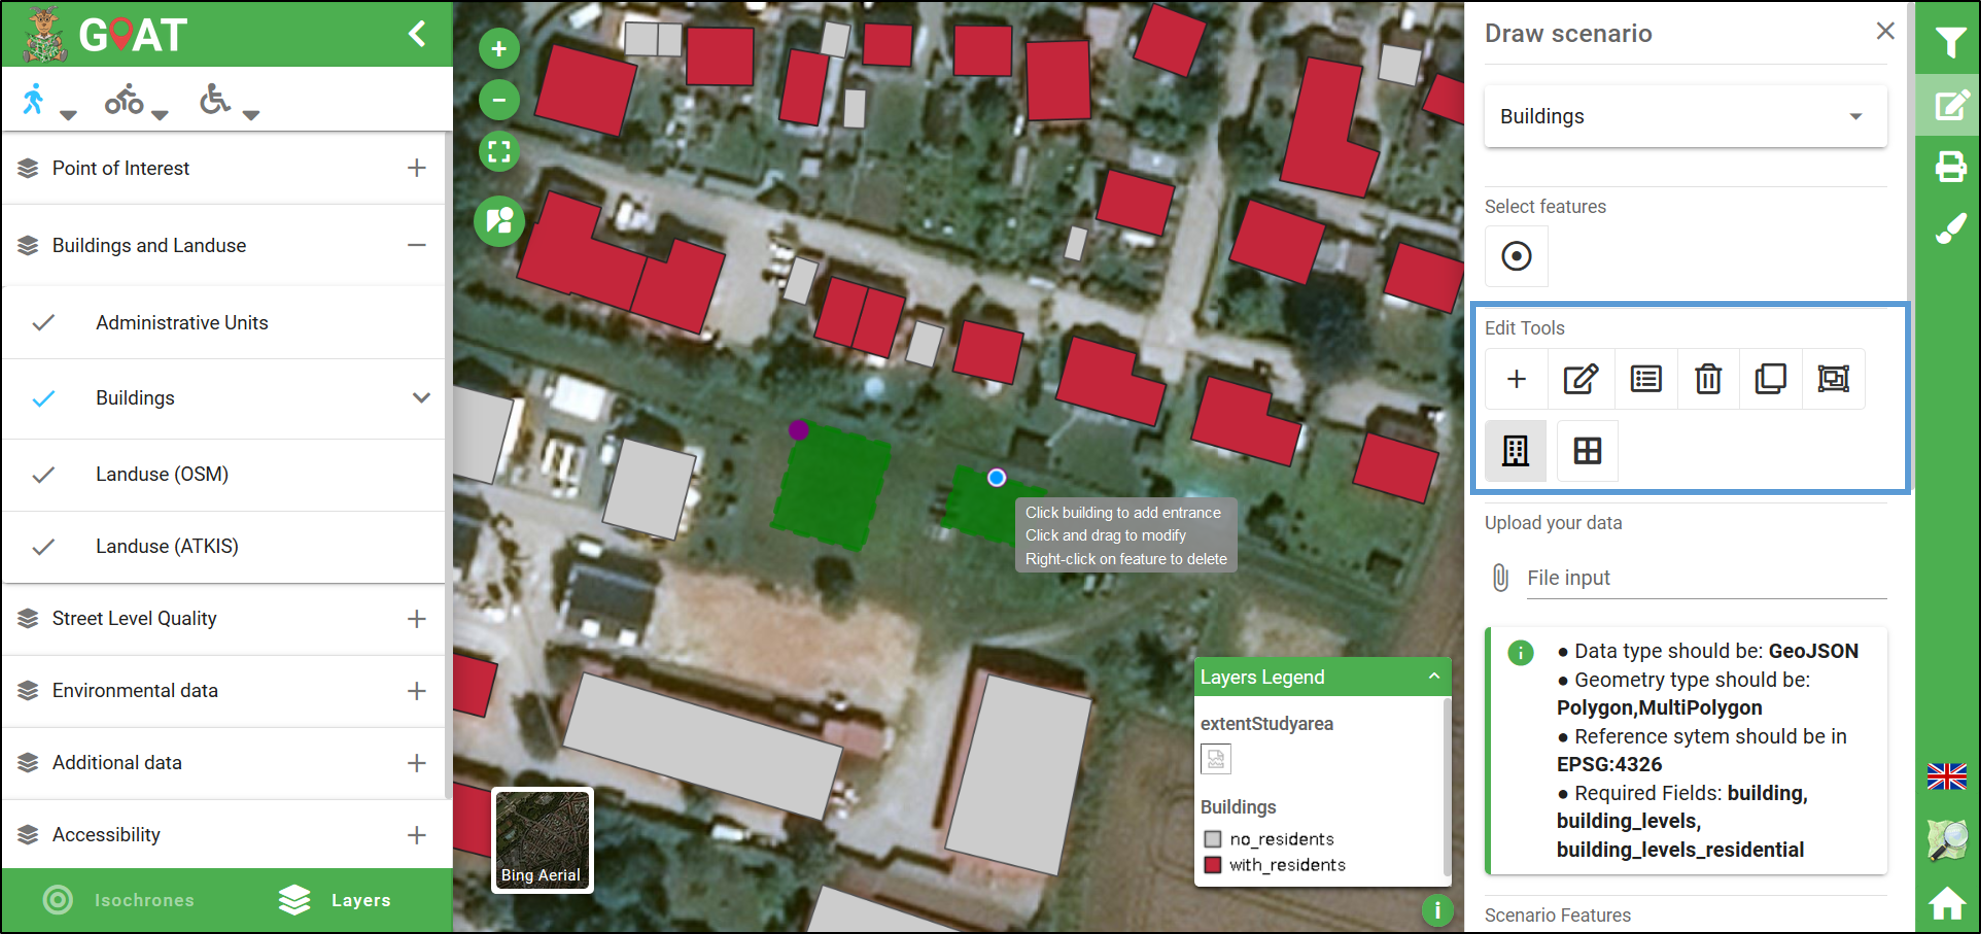 GOAT
Point of Interest
Buildings and Landuse
Administrative Units
Buildings
Landuse (OSM)
Landuse (ATKIS)
Street Level Quality
Environmental data
Additional data
Accessibility
Isochrones
Layers
Click building to add entrance
Click and drag to modify
Right-click on feature to delete
Bing Aerial
Layers Legend
extentStudyarea
Buildings
no_residents
with_residents
Draw scenario
Buildings
Select features
Edit Tools
Upload your data
File input
● Data type should be: GeoJSON
● Geometry type should be:
Polygon,MultiPolygon
● Reference sytem should be in
EPSG:4326
● Required Fields: building,
building_levels,
building_levels_residential
Scenario Features